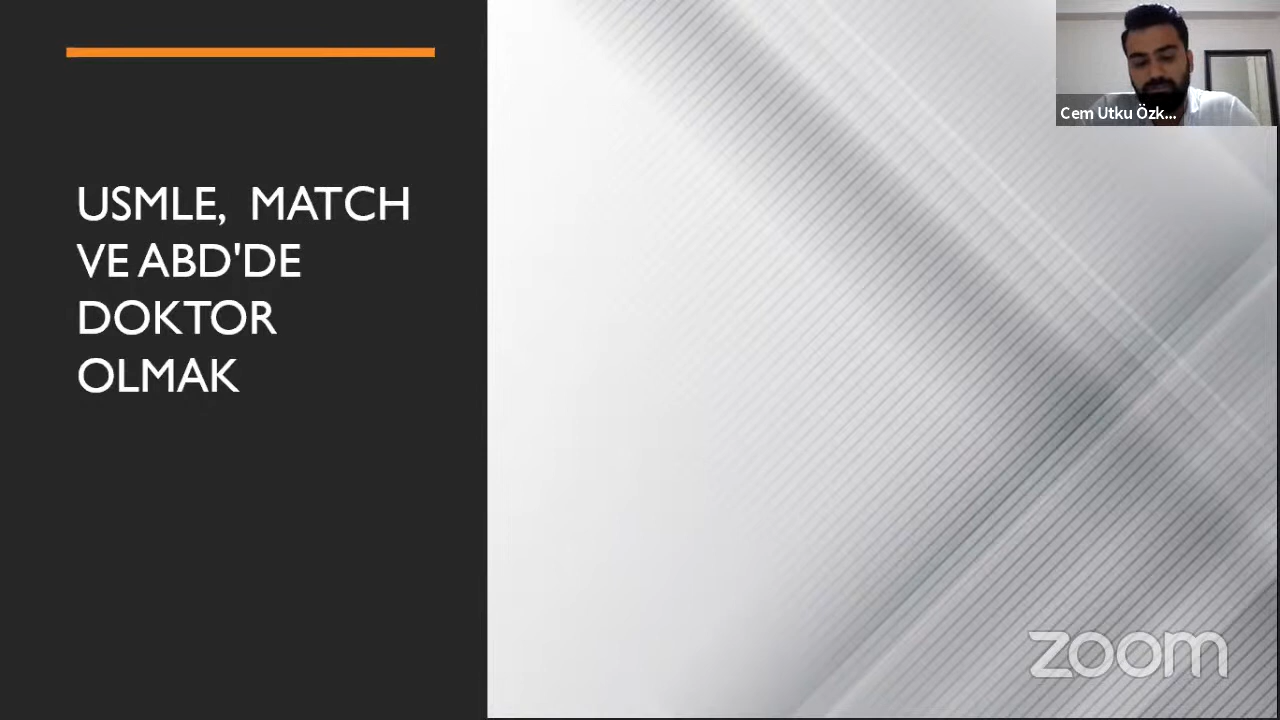 USMLE, MATCH
VE ABD'DE
DOKTOR
OLMAK
Cem Utku Özk...
zoom